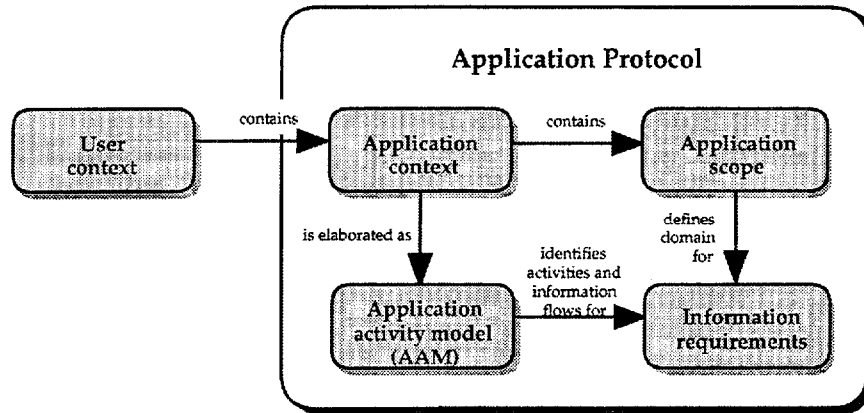 Application Protocol
contains
contains
User
context
Application
context
Application
scope
is elaborated as
defines
domain
for
identifies
activities and
information
flows for
Application
activity model
(AAM)
Information
requirements